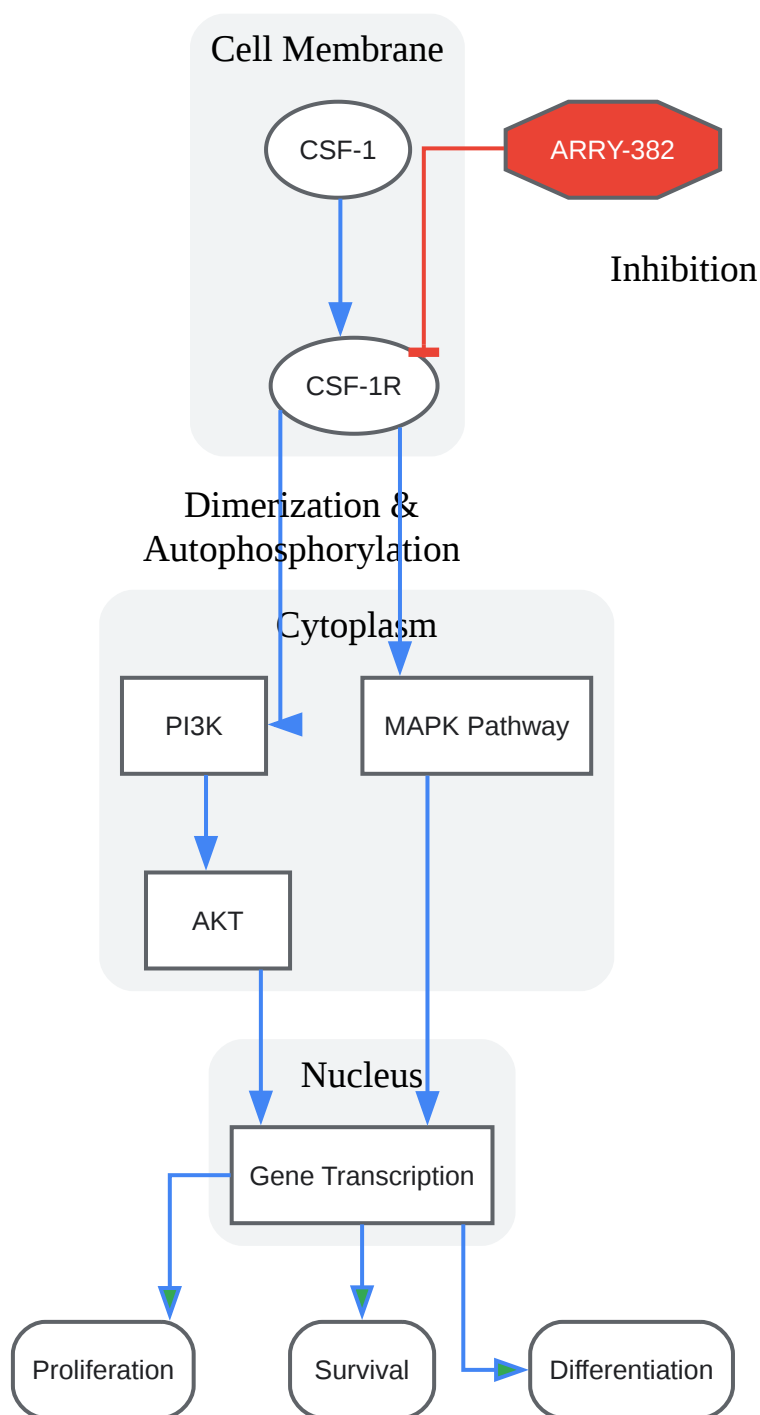 Cell Membrane
CSF-1
ARRY-382
Inhibition
CSF-1R
Dimerization &
Autophosphorylation
Cytoplasm
PI3K
MAPK Pathway
AKT
Nucleus
Gene Transcription
Proliferation
Survival
Differentiation